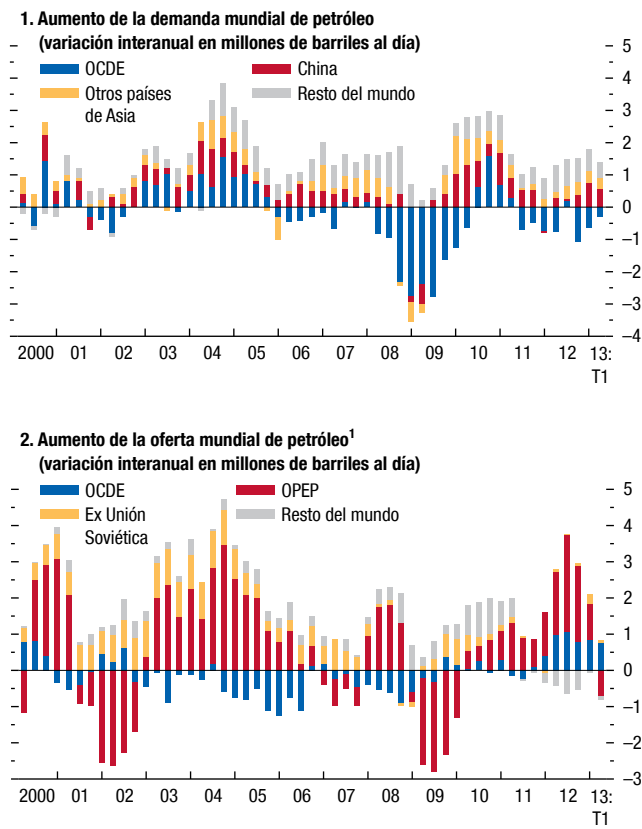 1. Aumento de la demanda mundial de petróleo
(variación interanual en millones de barriles al día)
OCDE
China
Otros países
de Asia
Resto del mundo
5
4
3
2
1
0
–1
–2
–3
–4
2000 01 02 03 04 05 06 07 08 09 10 11 12 13:
T1
2. Aumento de la oferta mundial de petróleo¹
(variación interanual en millones de barriles al día)
OCDE
OPEP
Ex Unión
Soviética
Resto del mundo
5
4
3
2
1
0
–1
–2
–3
2000 01 02 03 04 05 06 07 08 09 10 11 12 13:
T1